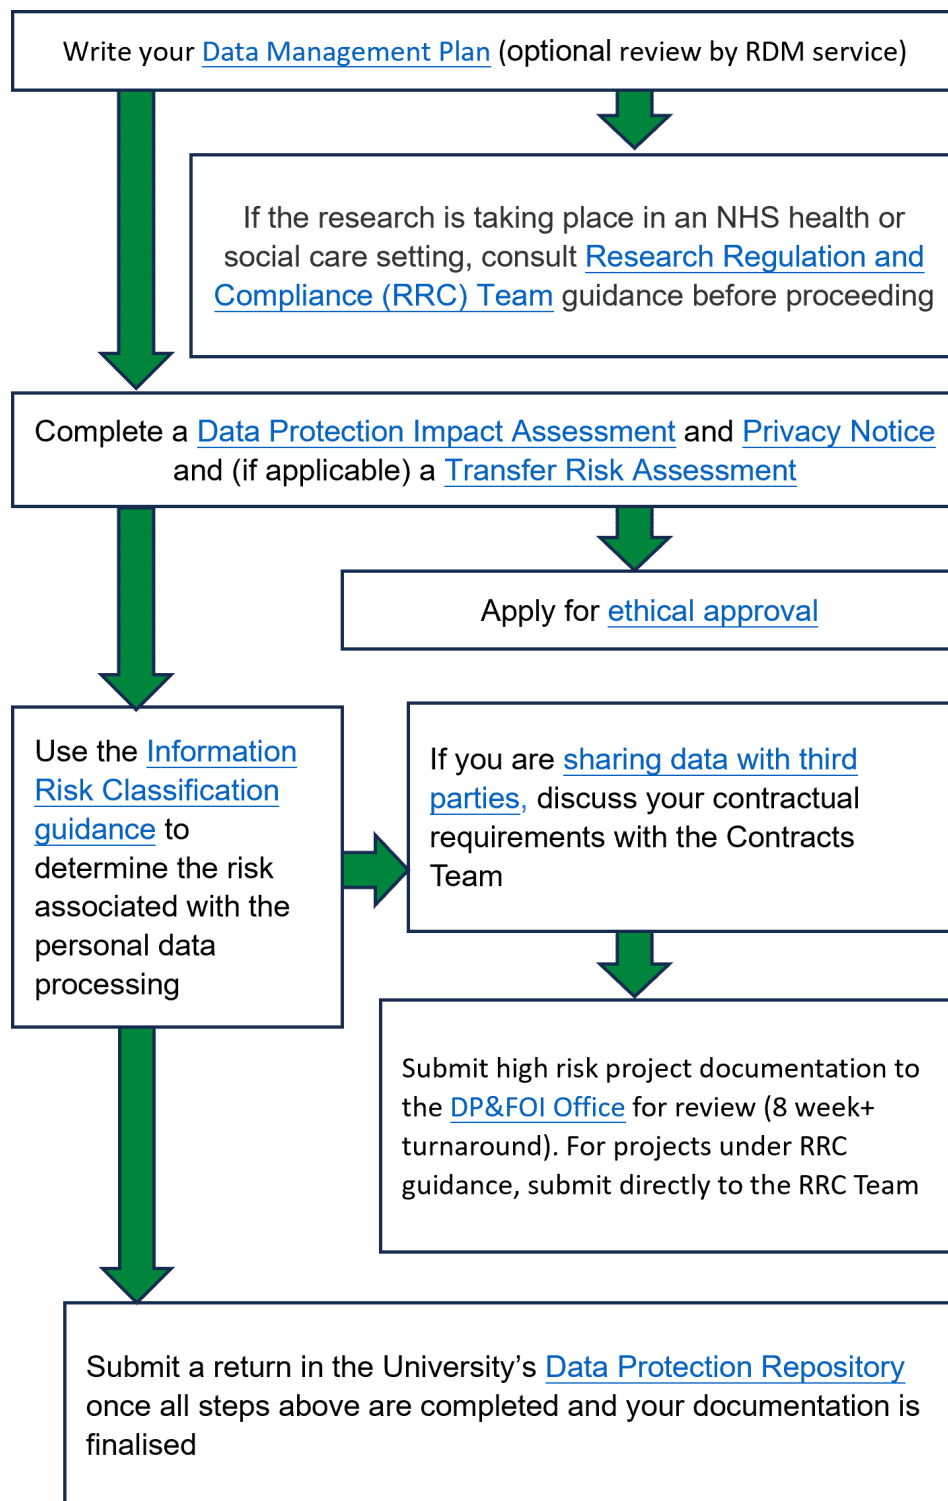 Write your Data Management Plan (optional review by RDM service)
If the research is taking place in an NHS health or
social care setting, consult Research Regulation and
Compliance (RRC) Team guidance before proceeding
Complete a Data Protection Impact Assessment and Privacy Notice
and (if applicable) a Transfer Risk Assessment
Apply for ethical approval
Use the Information
Risk Classification
guidance to
determine the risk
associated with the
personal data
processing
If you are sharing data with third
parties, discuss your contractual
requirements with the Contracts
Team
Submit high risk project documentation to
the DP&FOI Office for review (8 week+
turnaround). For projects under RRC
guidance, submit directly to the RRC Team
Submit a return in the University’s Data Protection Repository
once all steps above are completed and your documentation is
finalised